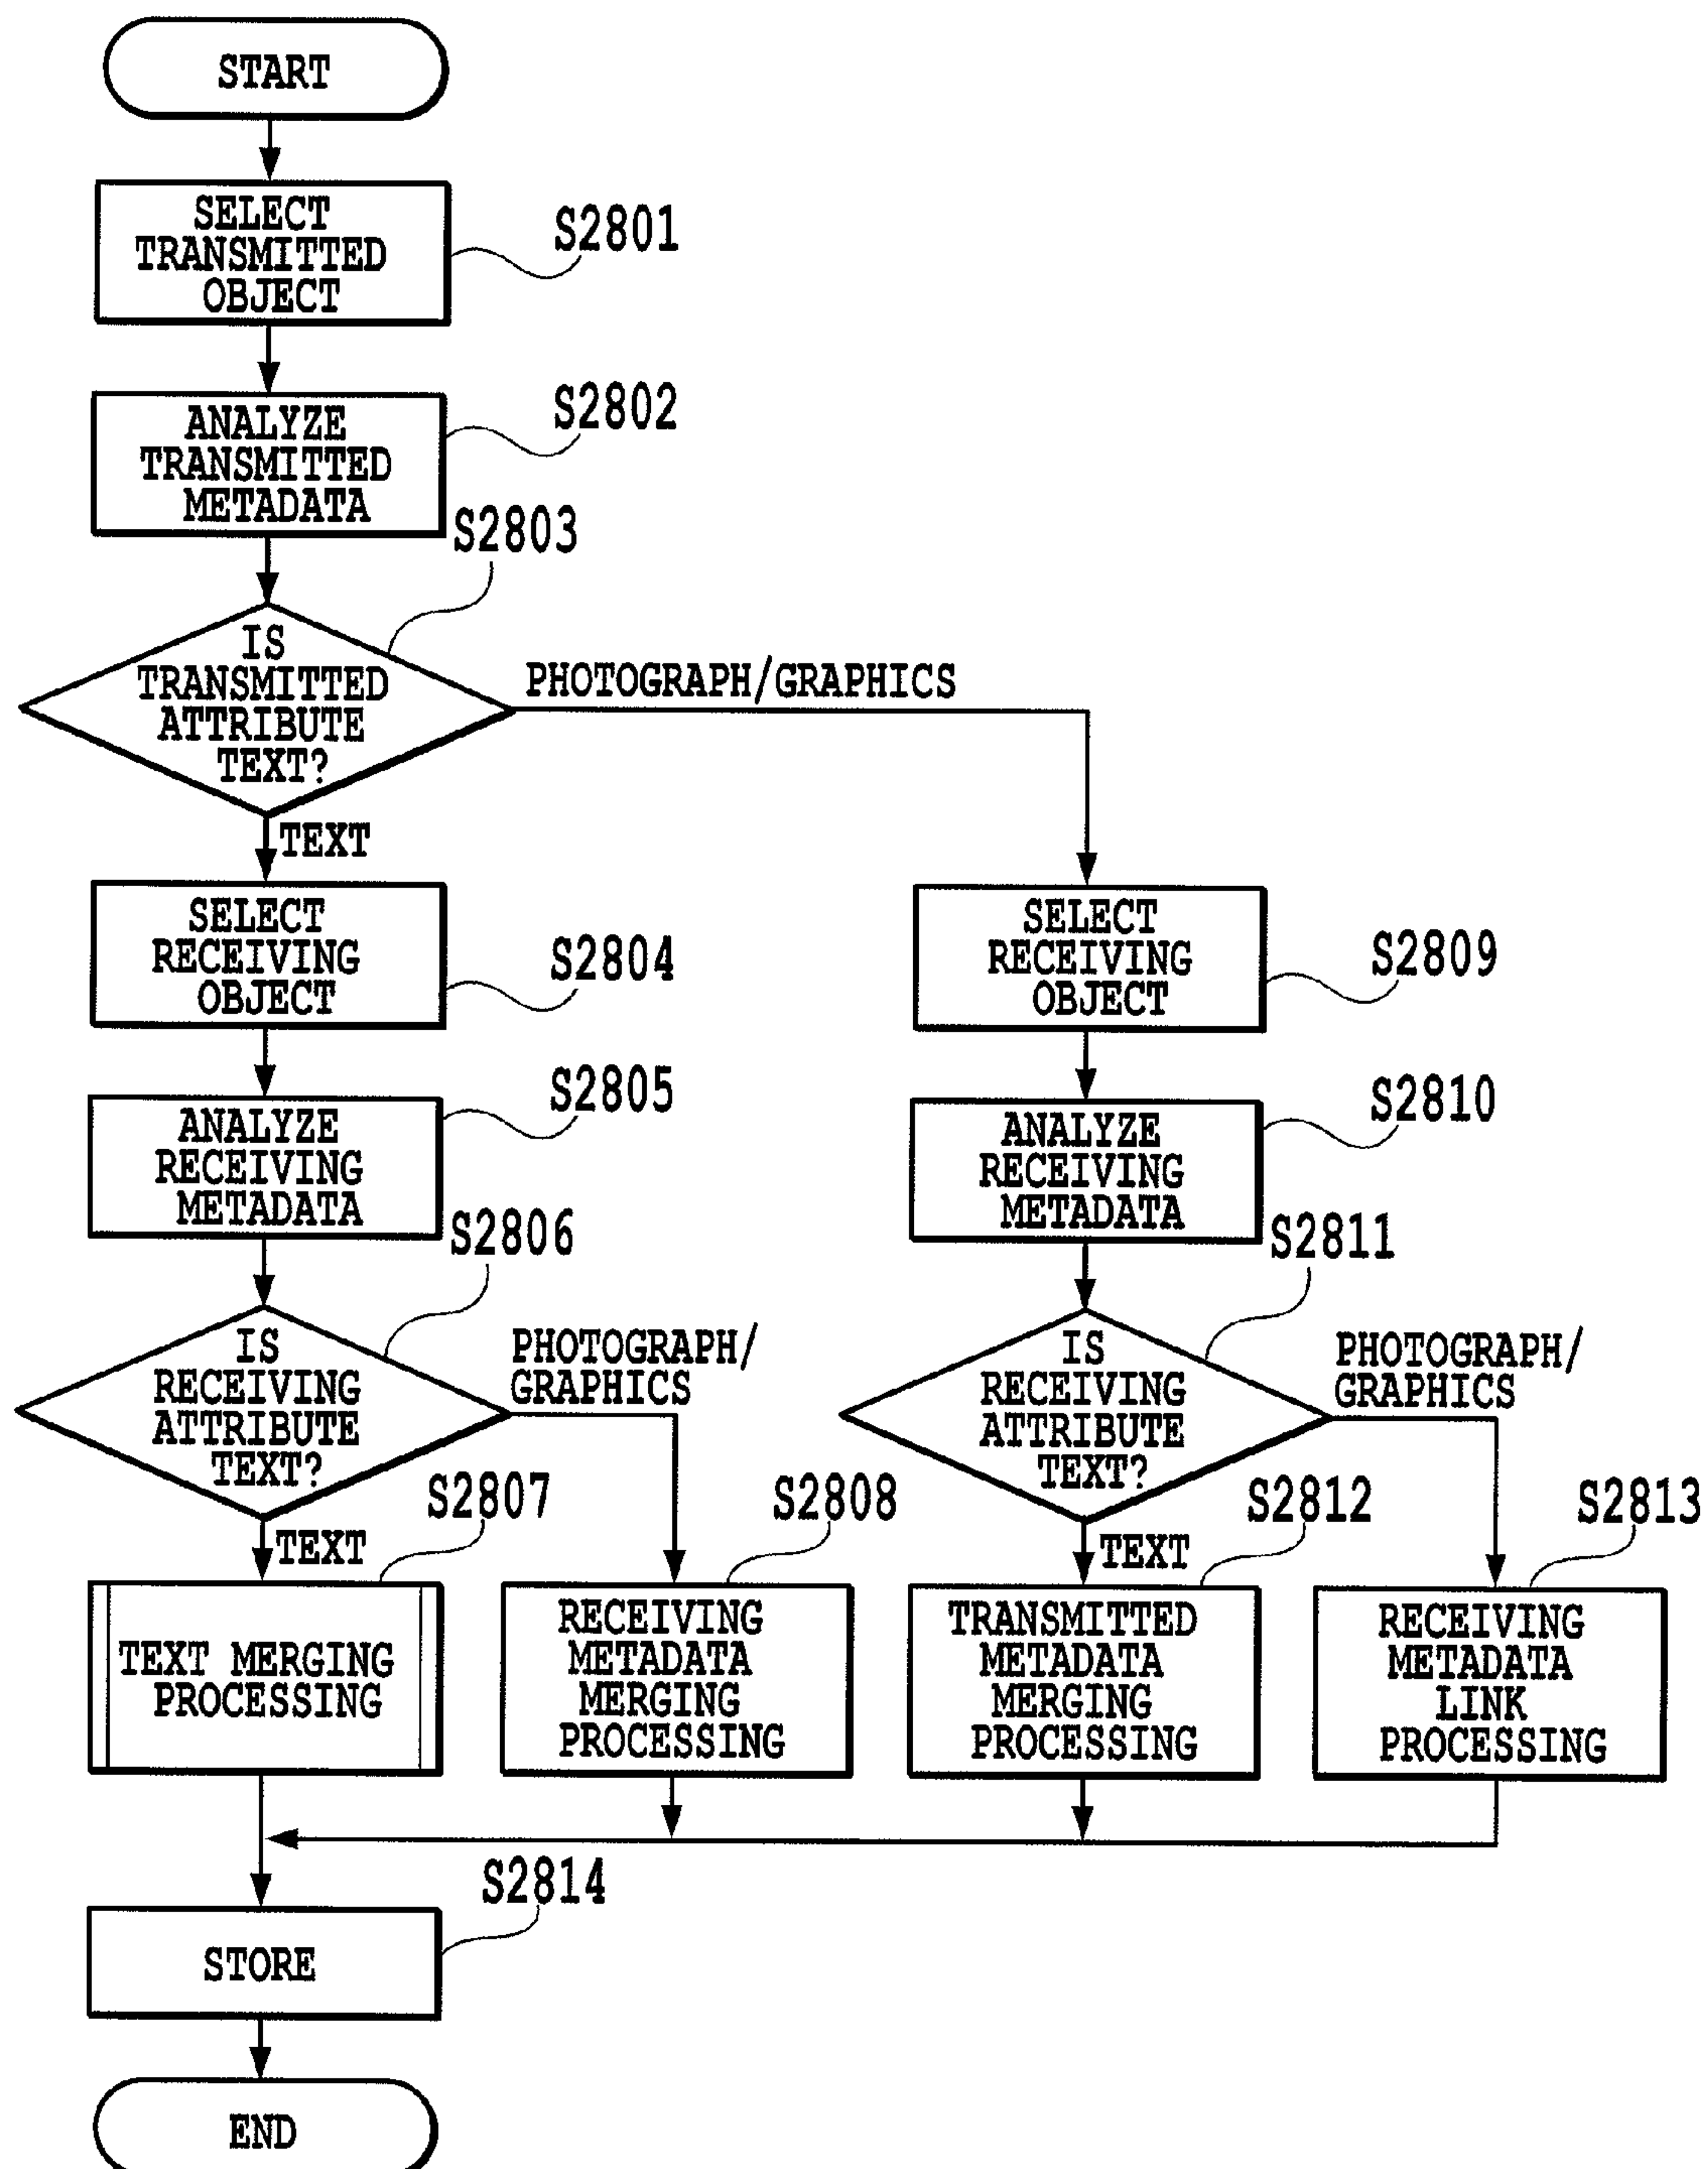 START
SELECT
TRANSMITTED
OBJECT
S2801
ANALYZE
TRANSMITTED
METADATA
S2802
S2803
IS
TRANSMITTED
ATTRIBUTE
TEXT?
PHOTOGRAPH/GRAPHICS
TEXT
SELECT
RECEIVING
OBJECT
S2804
ANALYZE
RECEIVING
METADATA
S2805
S2806
IS
RECEIVING
ATTRIBUTE
TEXT?
PHOTOGRAPH/
GRAPHICS
TEXT
S2807
TEXT MERGING
PROCESSING
S2808
RECEIVING
METADATA
MERGING
PROCESSING
SELECT
RECEIVING
OBJECT
S2809
ANALYZE
RECEIVING
METADATA
S2810
S2811
IS
RECEIVING
ATTRIBUTE
TEXT?
PHOTOGRAPH/
GRAPHICS
TEXT
S2812
TRANSMITTED
METADATA
MERGING
PROCESSING
S2813
RECEIVING
METADATA
LINK
PROCESSING
S2814
STORE
END